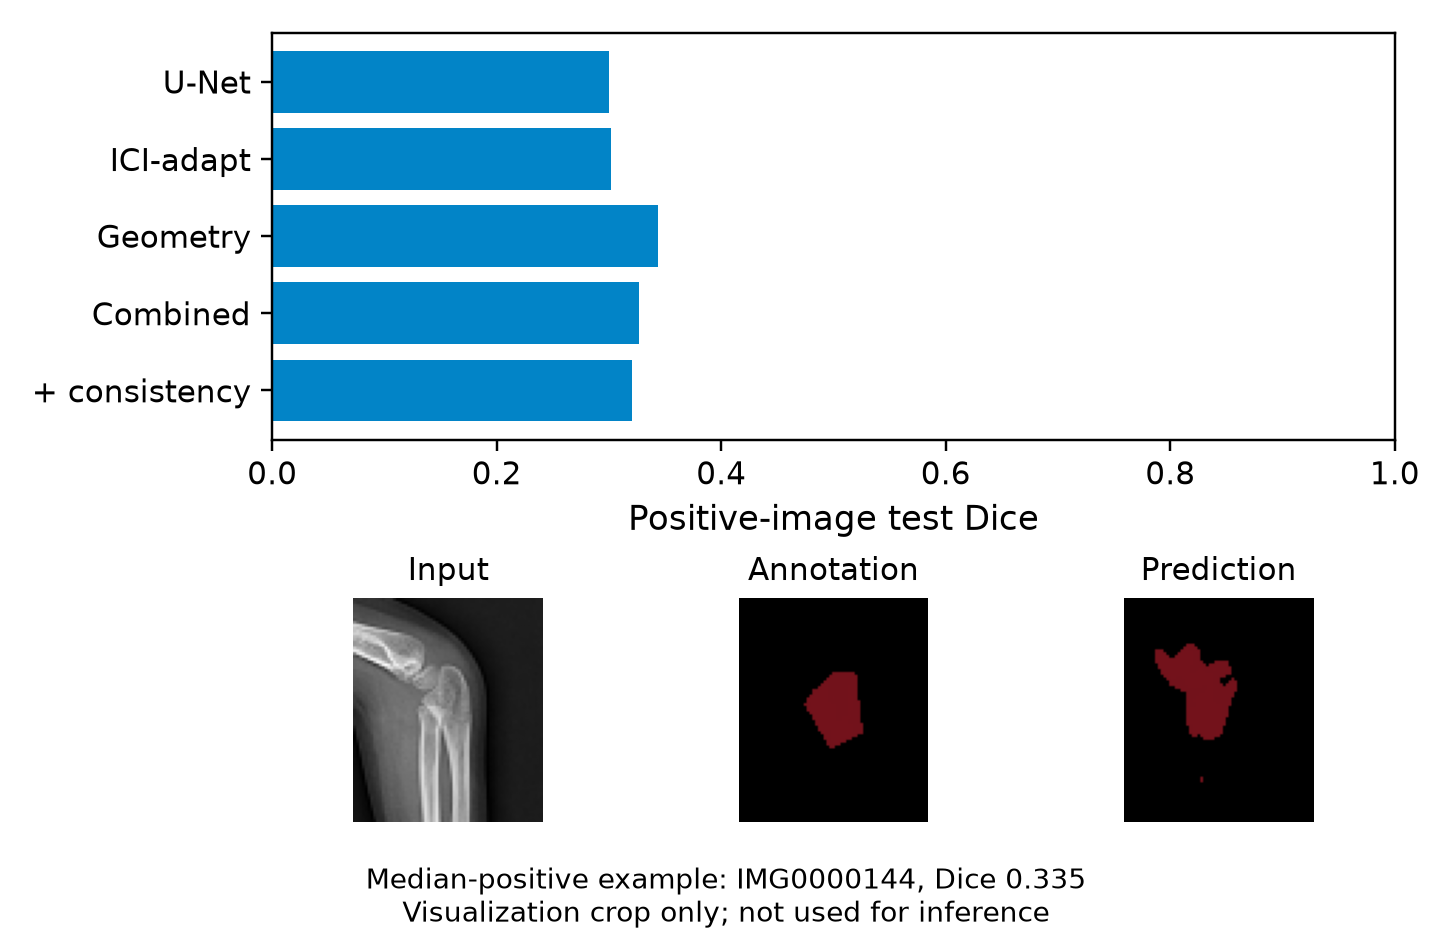 U-Net
ICI-adapt
Geometry
Combined
+ consistency
0.0 0.2 0.4 0.6 0.8 1.0
Positive-image test Dice
Input Annotation Prediction
Median-positive example: IMG0000144, Dice 0.335
Visualization crop only; not used for inference